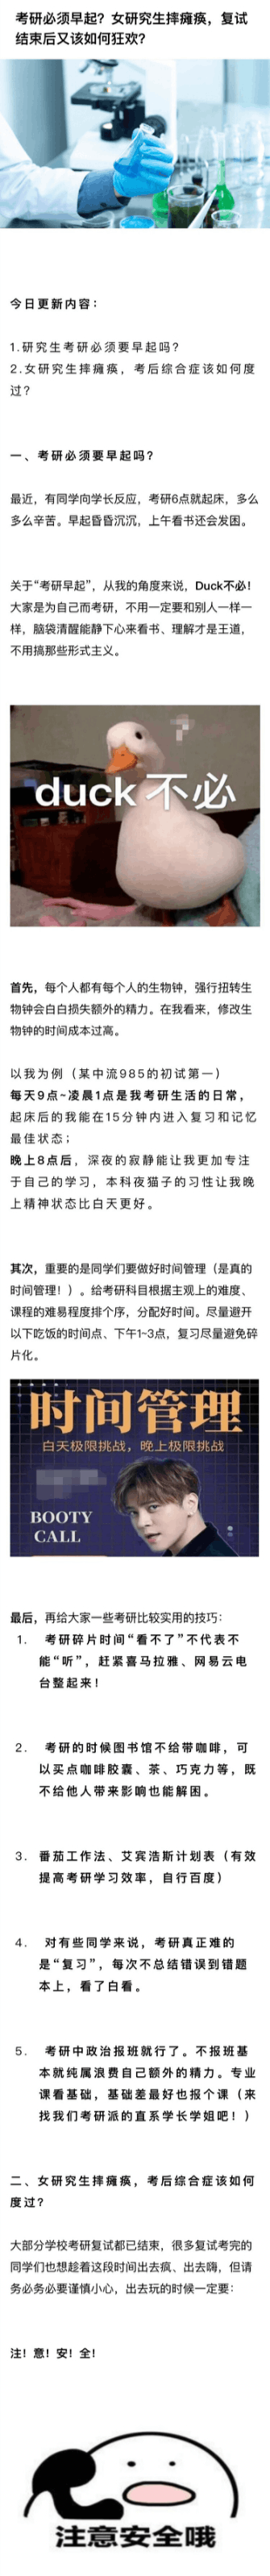 考研必须早起？女研究生摔瘫痪，复试
结束后又该如何狂欢？
今日更新内容：
1.研究生考研必须要早起吗？
2.女研究生摔瘫痪，考后综合症该如何度
过？
一、考研必须要早起吗？
最近，有同学向学长反应，考研6点就起床，多么
多么辛苦。早起昏昏沉沉，上午看书还会发困。
关于“考研早起”，从我的角度来说，Duck不必！
大家是为自己而考研，不用一定要和别人一样一
样，脑袋清醒能静下心来看书、理解才是王道，
不用搞那些形式主义。
duck不必
首先，每个人都有每个人的生物钟，强行扭转生
物钟会白白损失额外的精力。在我看来，修改生
物钟的时间成本过高。
以我为例（某中流985的初试第一）
每天9点~凌晨1点是我考研生活的日常，
起床后的我能在15分钟内进入复习和记忆
最佳状态；
晚上8点后，深夜的寂静能让我更加专注
于自己的学习，本科夜猫子的习性让我晚
上精神状态比白天更好。
其次，重要的是同学们要做好时间管理（是真的
时间管理！）。给考研科目根据主观上的难度、
课程的难易程度排个序，分配好时间。尽量避开
以下吃饭的时间点、下午1~3点，复习尽量避免碎
片化。
时间管理
白天极限挑战，晚上极限挑战
BOOTY
CALL
最后，再给大家一些考研比较实用的技巧：
1. 考研碎片时间“看不了”不代表不
能“听”，赶紧喜马拉雅、网易云电
台整起来！
2. 考研的时候图书馆不给带咖啡，可
以买点咖啡胶囊、茶、巧克力等，既
不给他人带来影响也能解困。
3. 番茄工作法、艾宾浩斯计划表（有效
提高考研学习效率，自行百度）
4. 对有些同学来说，考研真正难的
是“复习”，每次不总结错误到错题
本上，看了白看。
5. 考研中政治报班就行了。不报班基
本就纯属浪费自己额外的精力。专业
课看基础，基础差最好也报个课（来
找我们考研派的直系学长学姐吧！）
二、女研究生摔瘫痪，考后综合症该如何
度过？
大部分学校考研复试都已结束，很多复试考完的
同学们也想趁着这段时间出去疯、出去嗨，但请
务必务必要谨慎小心，出去玩的时候一定要：
注！意！安！全！
注意安全哦